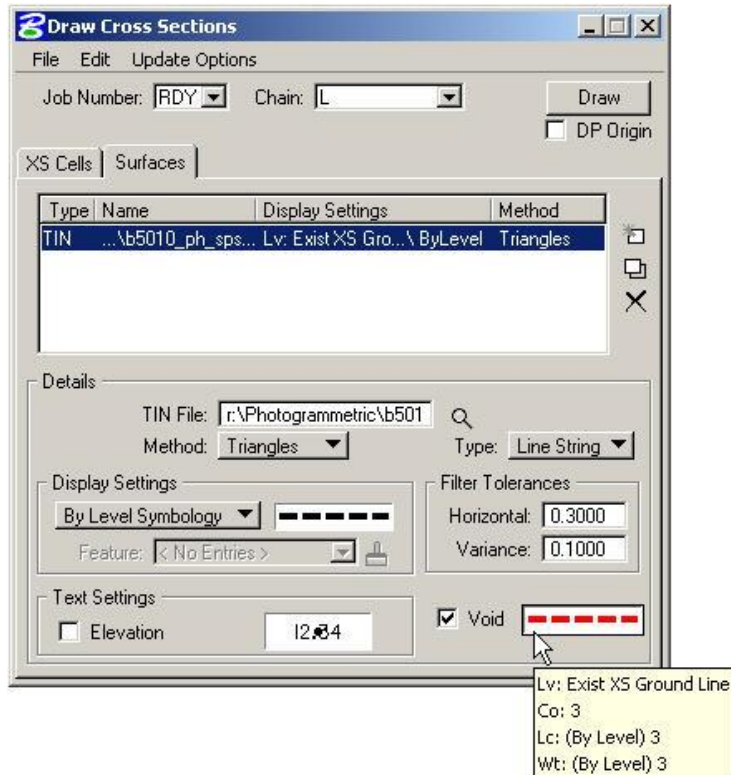 Draw Cross Sections
File Edit Update Options
Job Number: RDY Chain: L Draw
DP Origin
XS Cells Surfaces
Type Name Display Settings Method
TIN ...\b5010_ph_sps... Lv: Exist XS Gro...\ ByLevel Triangles
Details
TIN File: r:\Photogrammetric\b501
Method: Triangles Type: Line String
Display Settings Filter Tolerances
By Level Symbology Horizontal: 0.3000
Feature: < No Entries > Variance: 0.1000
Text Settings
Elevation 12.34 Void
Lv: Exist XS Ground Line
Co: 3
Lc: (By Level) 3
Wt: (By Level) 3